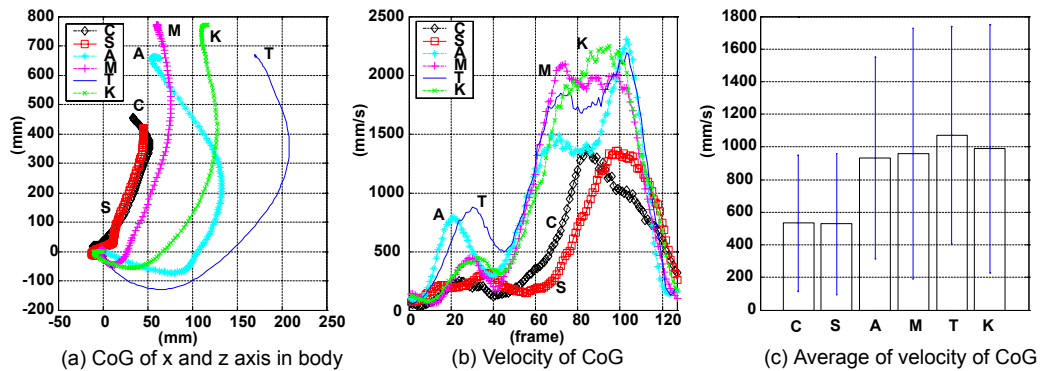 800
700
600
500
400
300
200
100
0
-100
-200
(mm)
-50
0
50
100
150
200
250
(mm)
C
S
A
M
T
K
M
K
A
T
C
S
(a) CoG of x and z axis in body
2500
2000
1500
1000
500
0
(mm/s)
0
20
40
60
80
100
120
(frame)
C
S
A
M
T
K
K
M
A
T
C
S
(b) Velocity of CoG
1800
1600
1400
1200
1000
800
600
400
200
0
(mm/s)
C
S
A
M
T
K
(c) Average of velocity of CoG